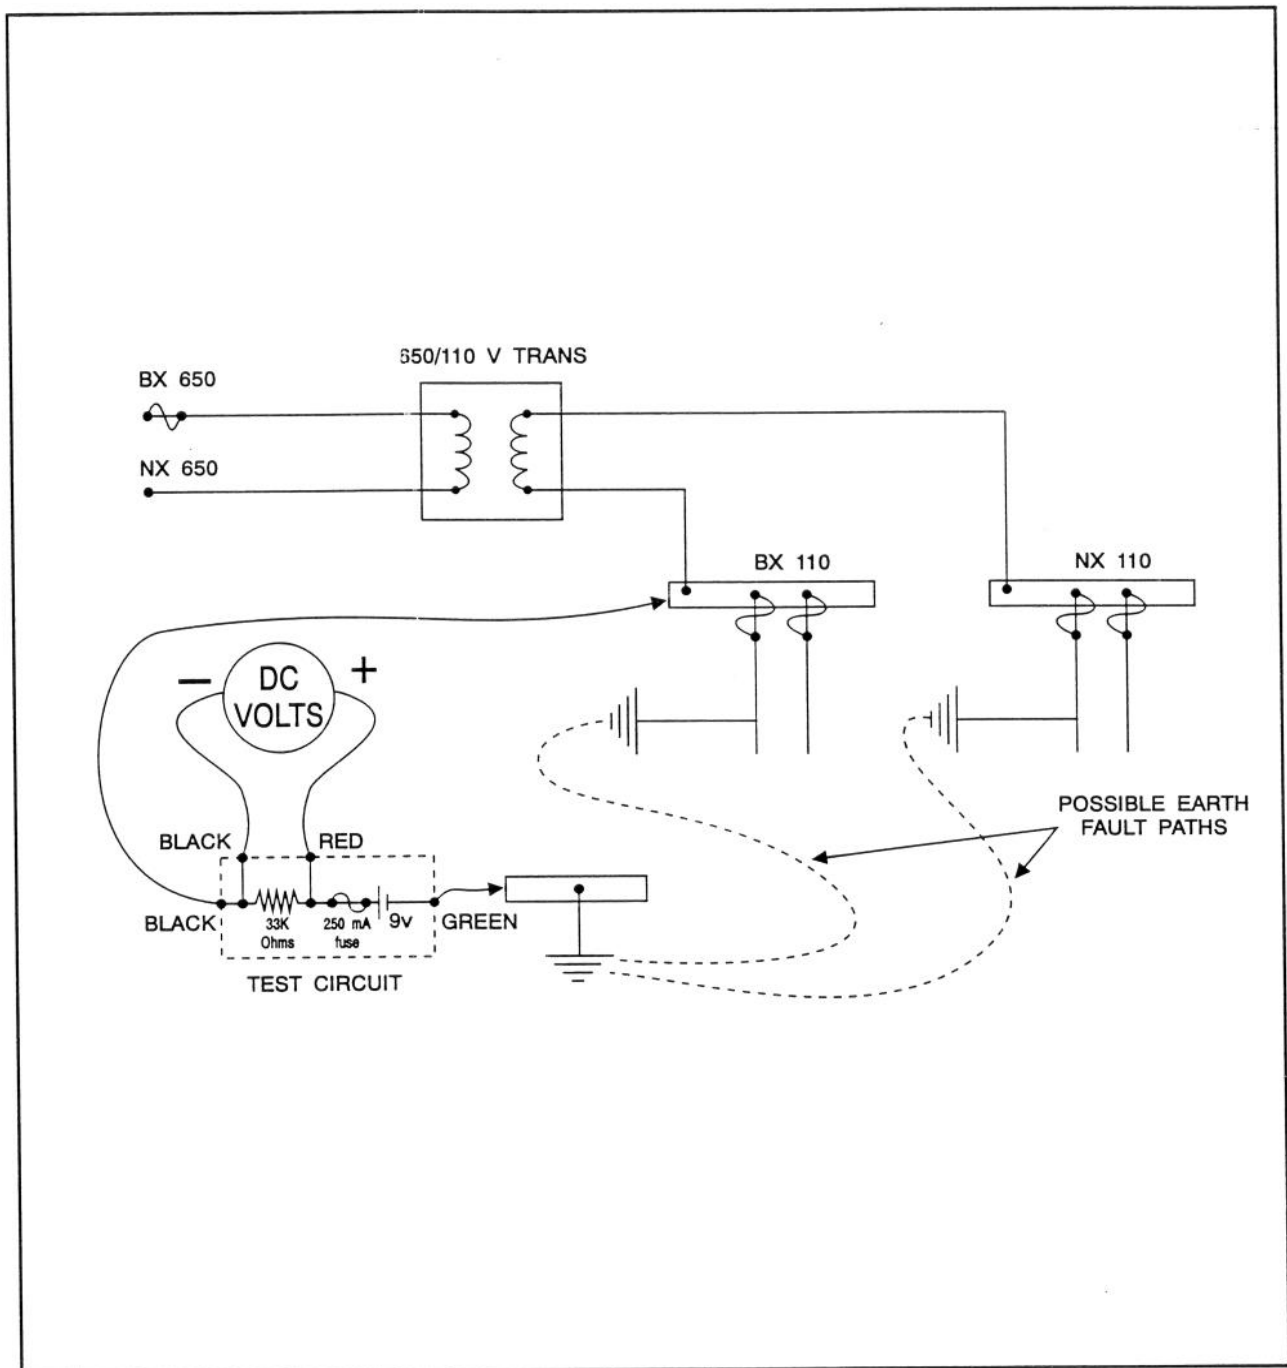 650/110 V TRANS
BX 650
NX 650
BX 110
NX 110
− +
DC
VOLTS
POSSIBLE EARTH
FAULT PATHS
BLACK RED
BLACK
33K
Ohms
250 mA
fuse
9v
GREEN
TEST CIRCUIT